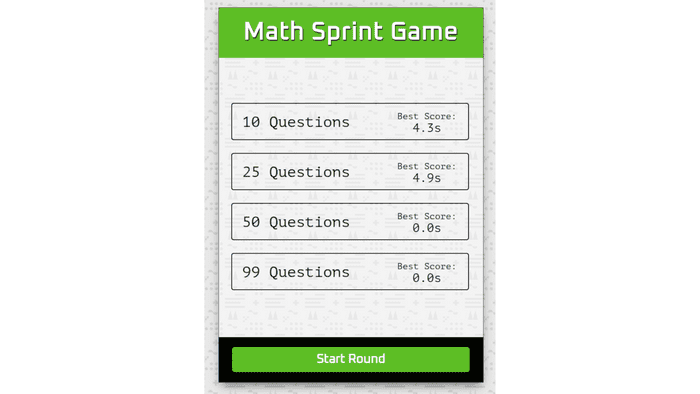 Math Sprint Game
10 Questions
Best Score:
4.3s
25 Questions
Best Score:
4.9s
50 Questions
Best Score:
0.0s
99 Questions
Best Score:
0.0s
Start Round